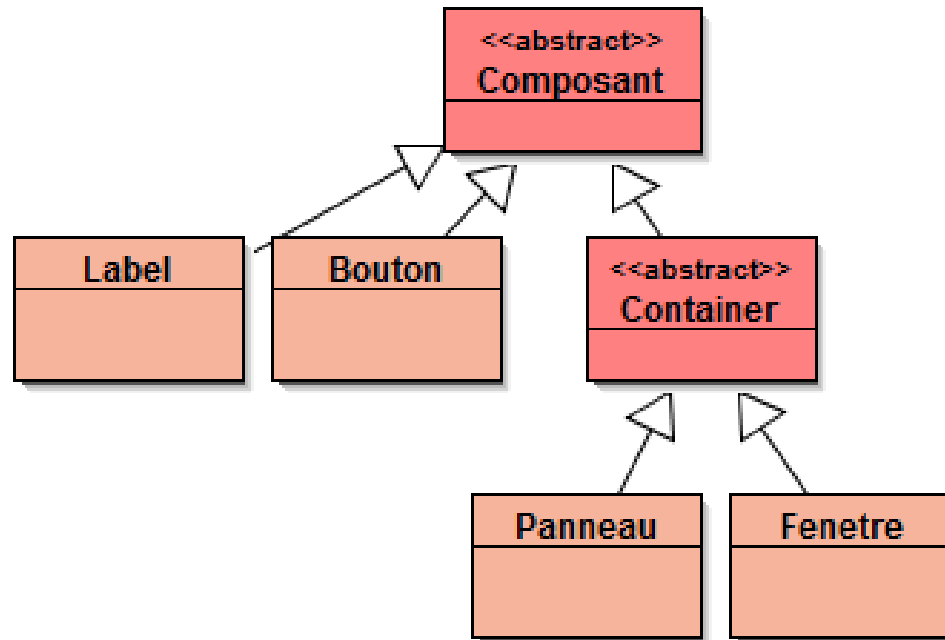 <<abstract>>
Composant
Label
Bouton
<<abstract>>
Container
Panneau
Fenetre